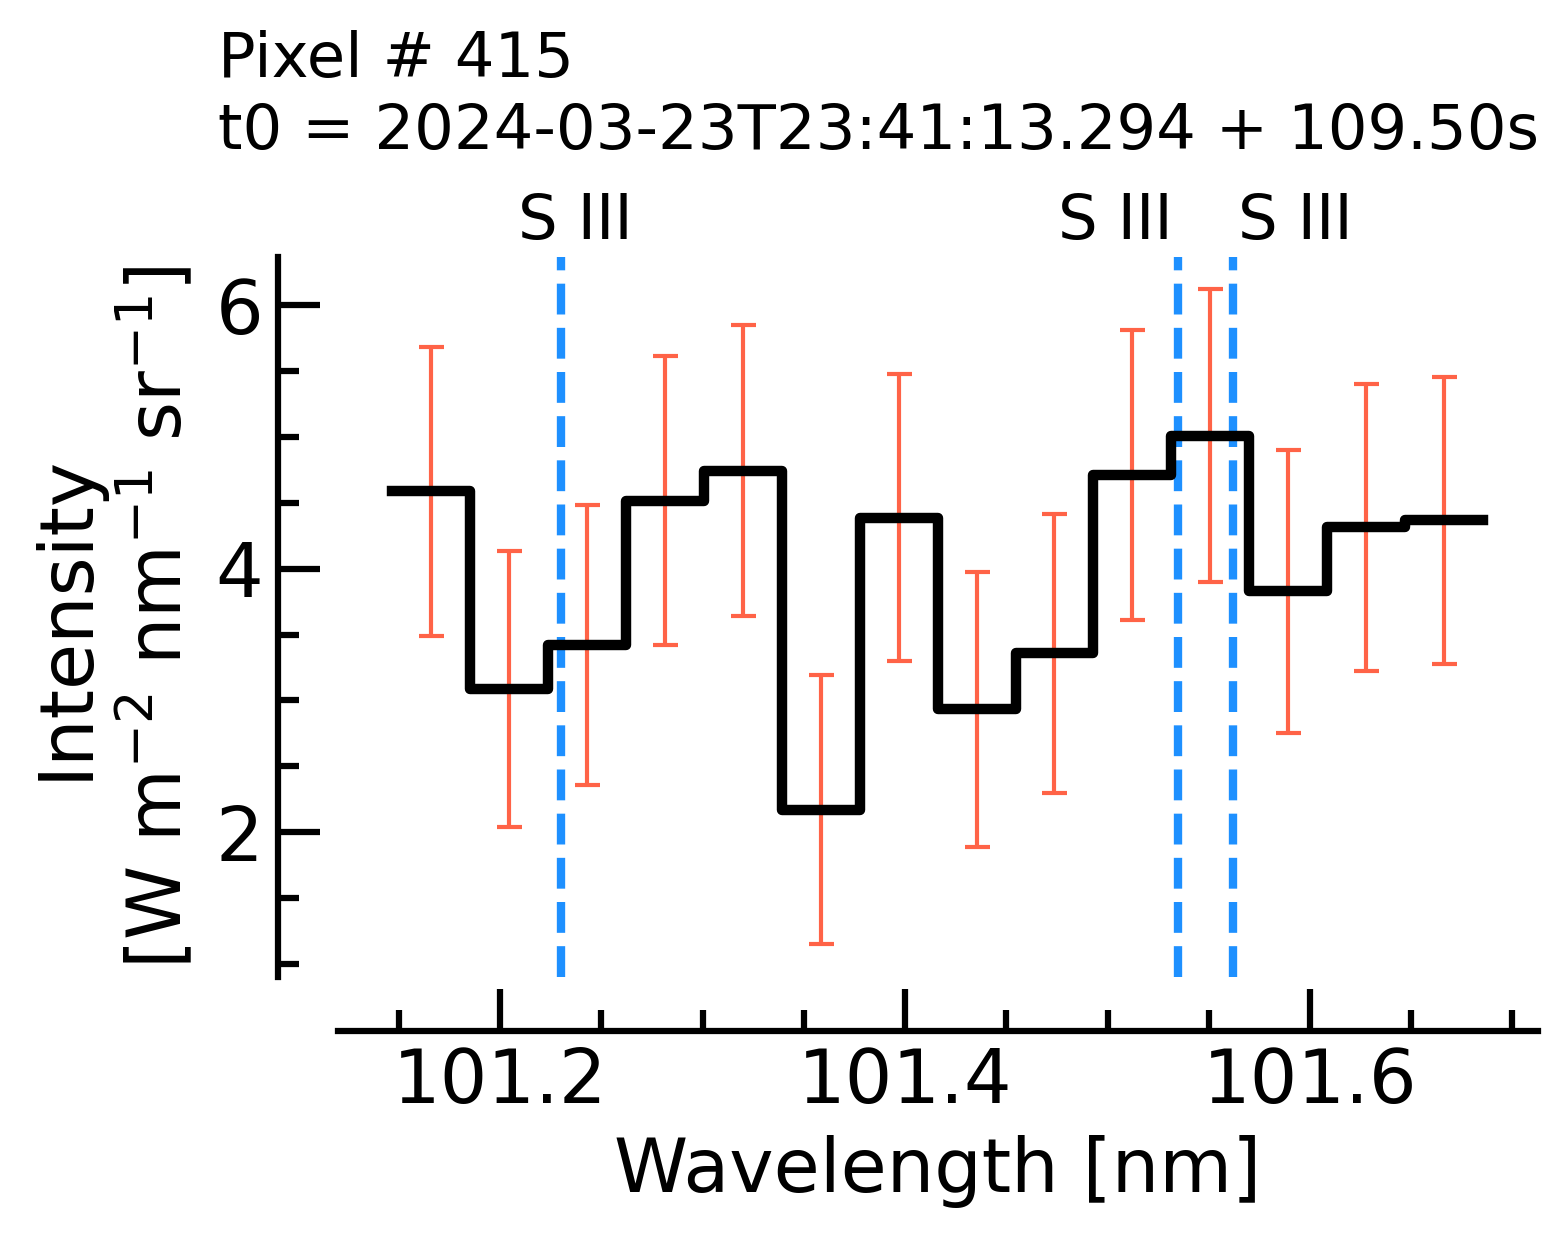 Pixel # 415
t0 = 2024-03-23T23:41:13.294 + 109.50s
S III S III S III
Intensity
[W m⁻² nm⁻¹ sr⁻¹]
6
4
2
101.2 101.4 101.6
Wavelength [nm]